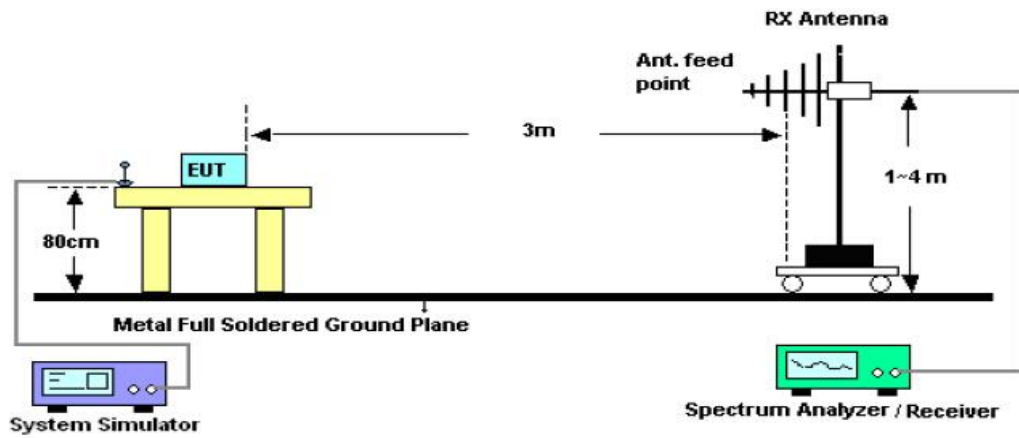 RX Antenna
Ant. feed
point
3m
EUT
1~4 m
80cm
Metal Full Soldered Ground Plane
System Simulator
Spectrum Analyzer / Receiver